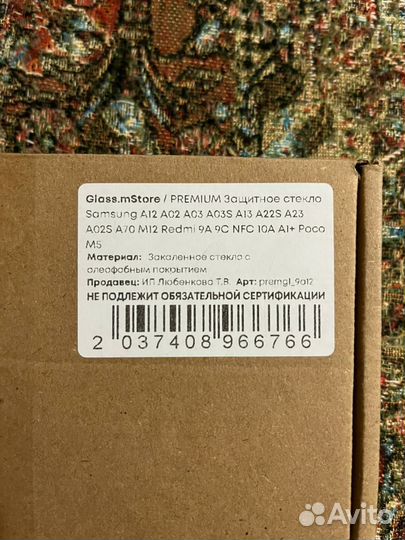 Glass.mStore / PREMIUM Защитное стекло
Samsung A12 A02 A03 A03S A13 A22S A23
A02S A70 M12 Redmi 9A 9C NFC 10A A1+ Poco
M5
Материал: Закаленное стекло с
олеофобным покрытием
Продавец: ИП Любенкова Т.В. Арт: premgl_9a12
НЕ ПОДЛЕЖИТ ОБЯЗАТЕЛЬНОЙ СЕРТИФИКАЦИИ
2 037408 966766
Avito